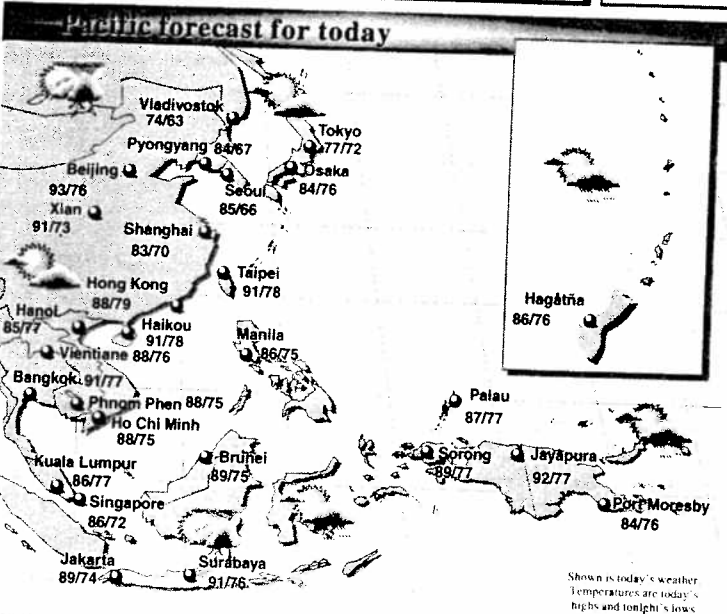 Pacific forecast for today
Vladivostok
74/63
Tokyo
77/72
Pyongyang 84/67
Beijing
93/76
Osaka
84/76
Seoul
85/66
Xian
91/73
Shanghai
83/70
Taipei
91/78
Hong Kong
88/79
Hanoi
85/77
Haikou
91/78
Vientiane 88/76
Manila
86/75
Hagåtña
86/76
Bangkok 91/77
Phnom Phen 88/75
Ho Chi Minh
88/75
Palau
87/77
Kuala Lumpur
86/77
Brunei
89/75
Sorong
89/77
Jayapura
92/77
Singapore
86/72
Port Moresby
84/76
Jakarta
89/74
Surabaya
91/76
Shown is today's weather.
Temperatures are today's
highs and tonight's lows